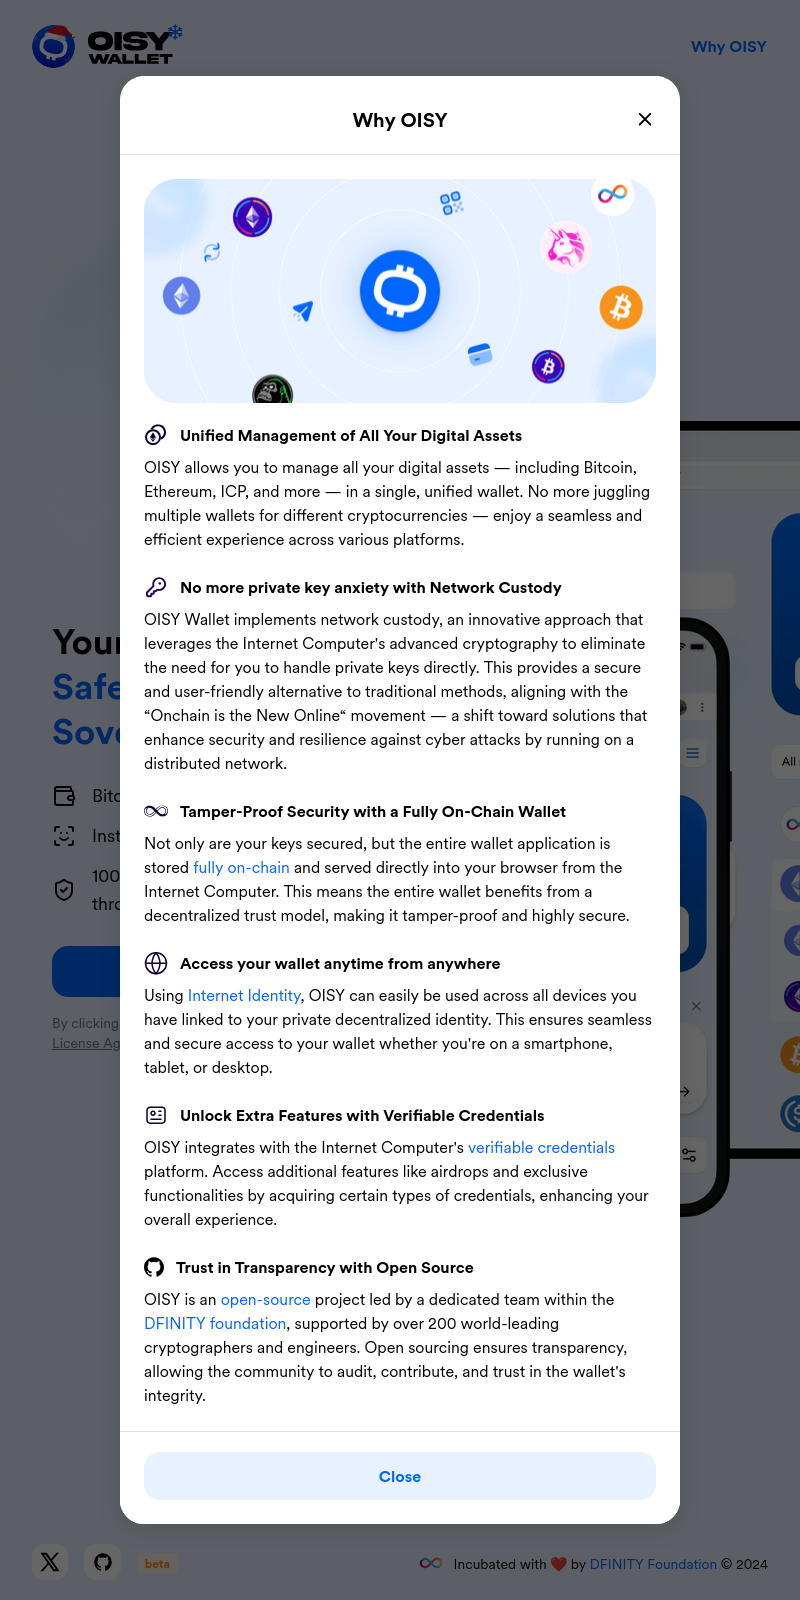 OISY
WALLET
Why OISY
Why OISY
Unified Management of All Your Digital Assets
OISY allows you to manage all your digital assets — including Bitcoin,
Ethereum, ICP, and more — in a single, unified wallet. No more juggling
multiple wallets for different cryptocurrencies — enjoy a seamless and
efficient experience across various platforms.
No more private key anxiety with Network Custody
OISY Wallet implements network custody, an innovative approach that
leverages the Internet Computer's advanced cryptography to eliminate
the need for you to handle private keys directly. This provides a secure
and user-friendly alternative to traditional methods, aligning with the
“Onchain is the New Online“ movement — a shift toward solutions that
enhance security and resilience against cyber attacks by running on a
distributed network.
Tamper-Proof Security with a Fully On-Chain Wallet
Not only are your keys secured, but the entire wallet application is
stored fully on-chain and served directly into your browser from the
Internet Computer. This means the entire wallet benefits from a
decentralized trust model, making it tamper-proof and highly secure.
Access your wallet anytime from anywhere
Using Internet Identity, OISY can easily be used across all devices you
have linked to your private decentralized identity. This ensures seamless
and secure access to your wallet whether you're on a smartphone,
tablet, or desktop.
Unlock Extra Features with Verifiable Credentials
OISY integrates with the Internet Computer's verifiable credentials
platform. Access additional features like airdrops and exclusive
functionalities by acquiring certain types of credentials, enhancing your
overall experience.
Trust in Transparency with Open Source
OISY is an open-source project led by a dedicated team within the
DFINITY foundation, supported by over 200 world-leading
cryptographers and engineers. Open sourcing ensures transparency,
allowing the community to audit, contribute, and trust in the wallet's
integrity.
Close
Your
Safe
Sove
Bitc
Inst
100
thro
By clicking
License Ag
All
beta
Incubated with ❤️ by DFINITY Foundation © 2024